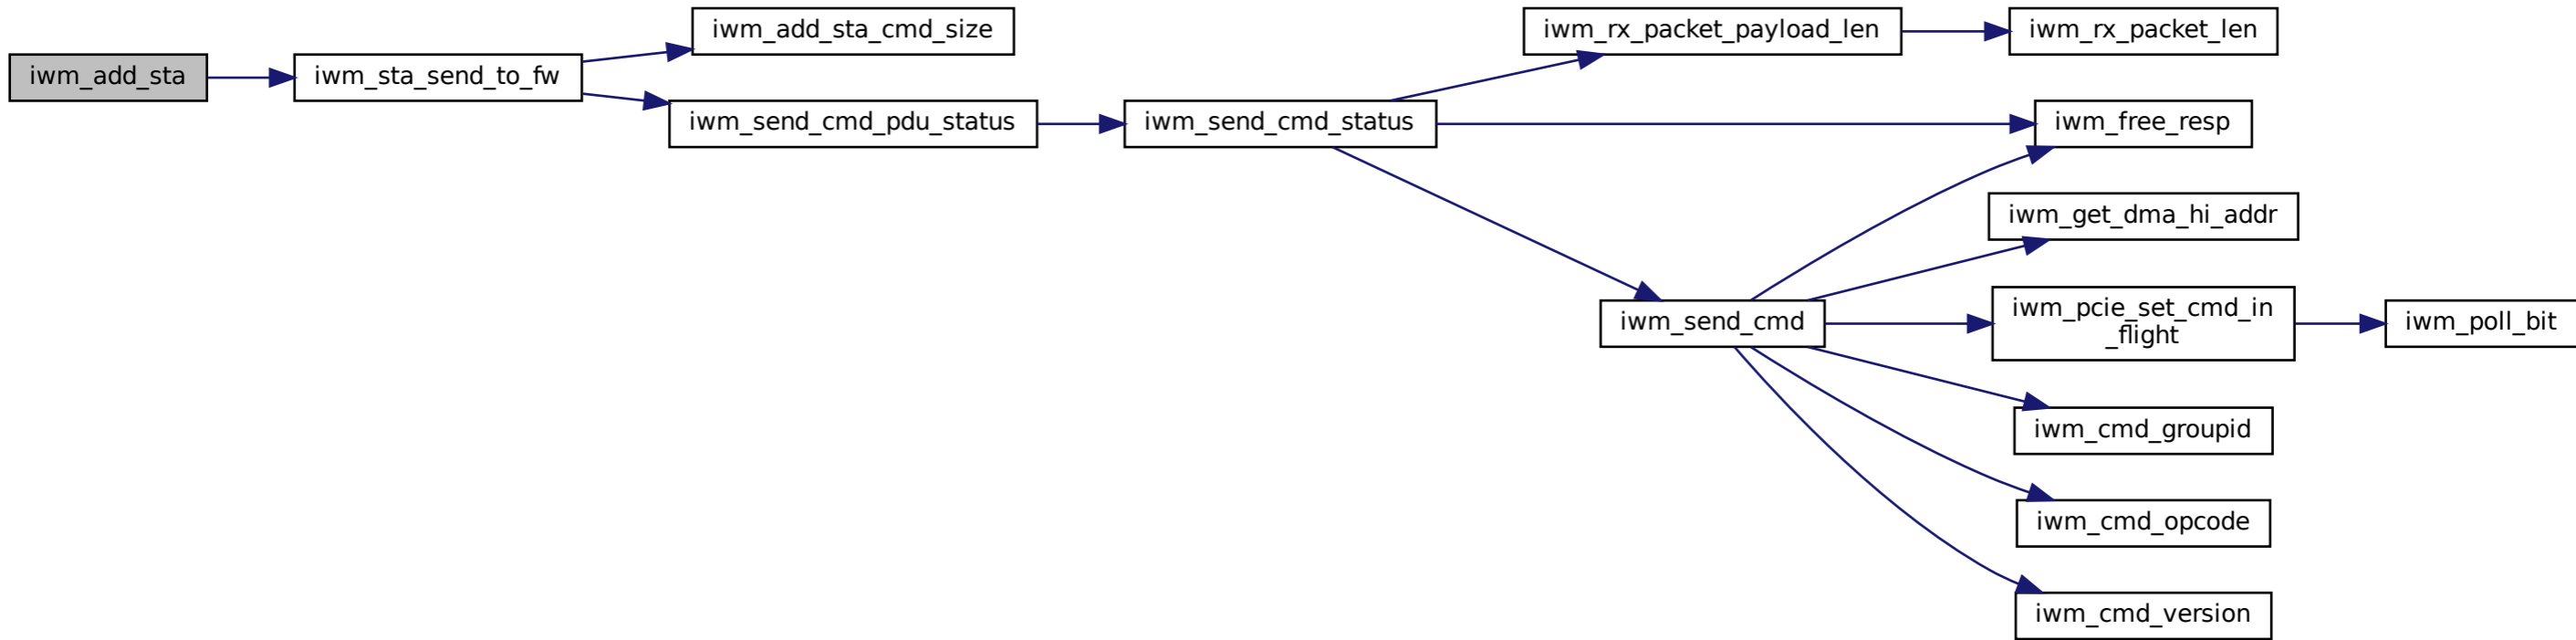 iwm_add_sta
iwm_sta_send_to_fw
iwm_add_sta_cmd_size
iwm_send_cmd_pdu_status
iwm_send_cmd_status
iwm_rx_packet_payload_len
iwm_rx_packet_len
iwm_free_resp
iwm_send_cmd
iwm_get_dma_hi_addr
iwm_pcie_set_cmd_in
_flight
iwm_poll_bit
iwm_cmd_groupid
iwm_cmd_opcode
iwm_cmd_version